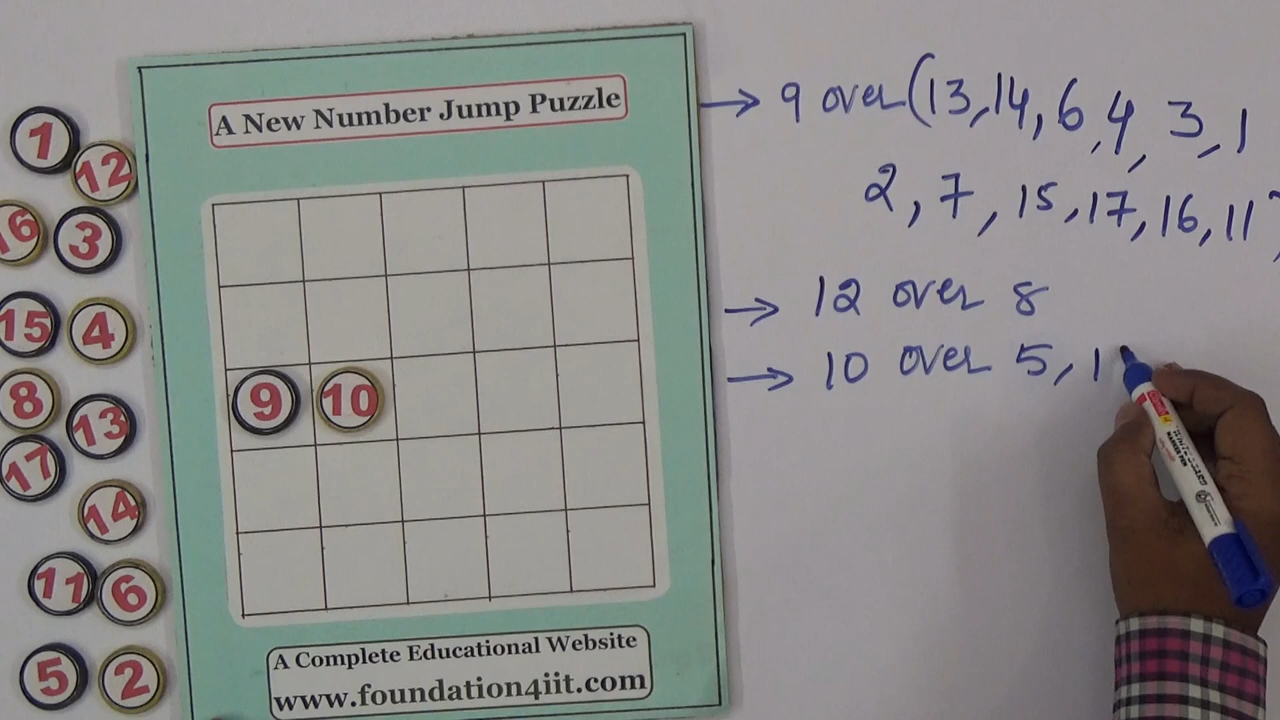 A New Number Jump Puzzle
1
12
16
3
15
4
8
13
17
14
11
6
5
2
9 10
A Complete Educational Website
www.foundation4iit.com
→ 9 over (13, 14, 6, 4, 3, 1
2, 7, 15, 17, 16, 11)
→ 12 over 8
→ 10 over 5, 1